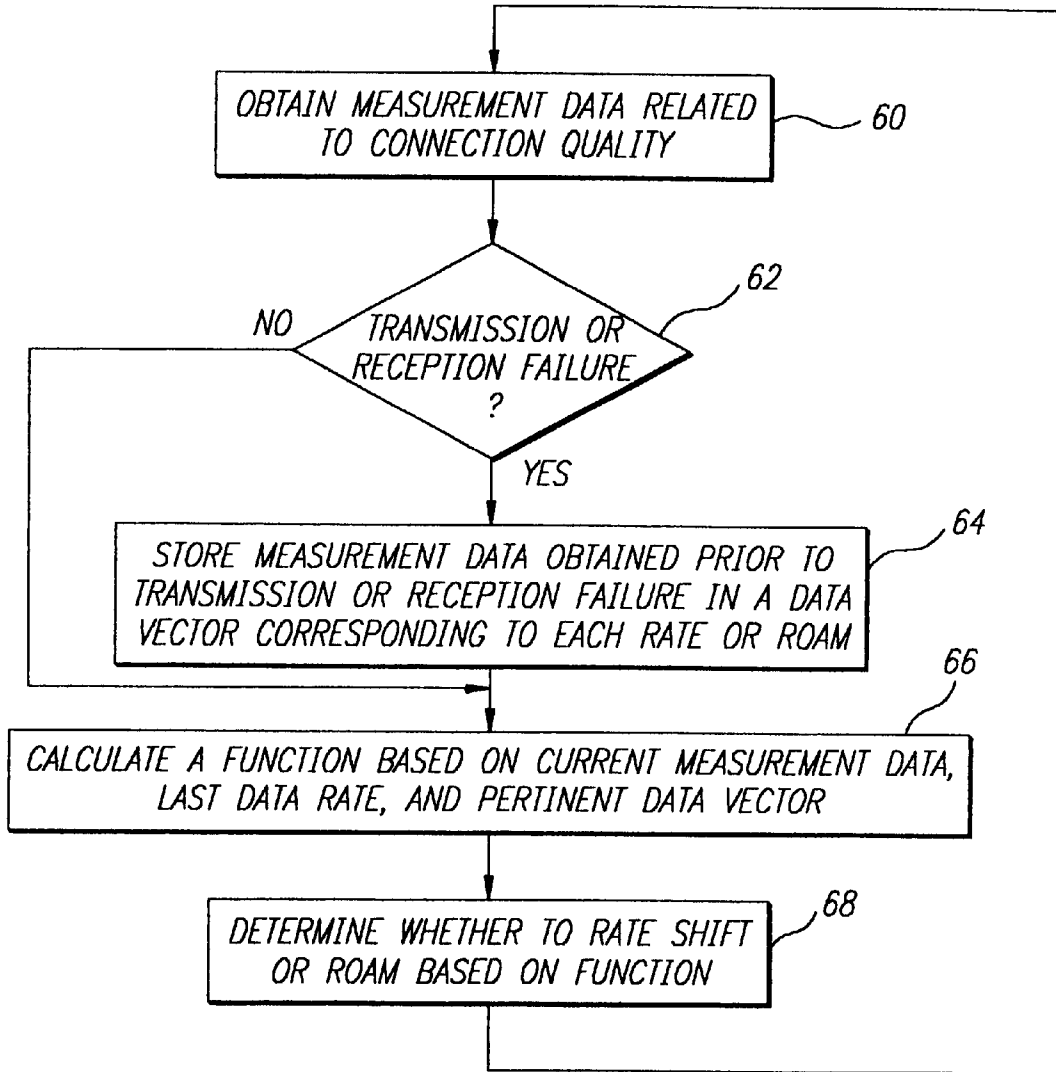 OBTAIN MEASUREMENT DATA RELATED
TO CONNECTION QUALITY
60
62
NO
TRANSMISSION OR
RECEPTION FAILURE
?
YES
64
STORE MEASUREMENT DATA OBTAINED PRIOR TO
TRANSMISSION OR RECEPTION FAILURE IN A DATA
VECTOR CORRESPONDING TO EACH RATE OR ROAM
66
CALCULATE A FUNCTION BASED ON CURRENT MEASUREMENT DATA,
LAST DATA RATE, AND PERTINENT DATA VECTOR
68
DETERMINE WHETHER TO RATE SHIFT
OR ROAM BASED ON FUNCTION